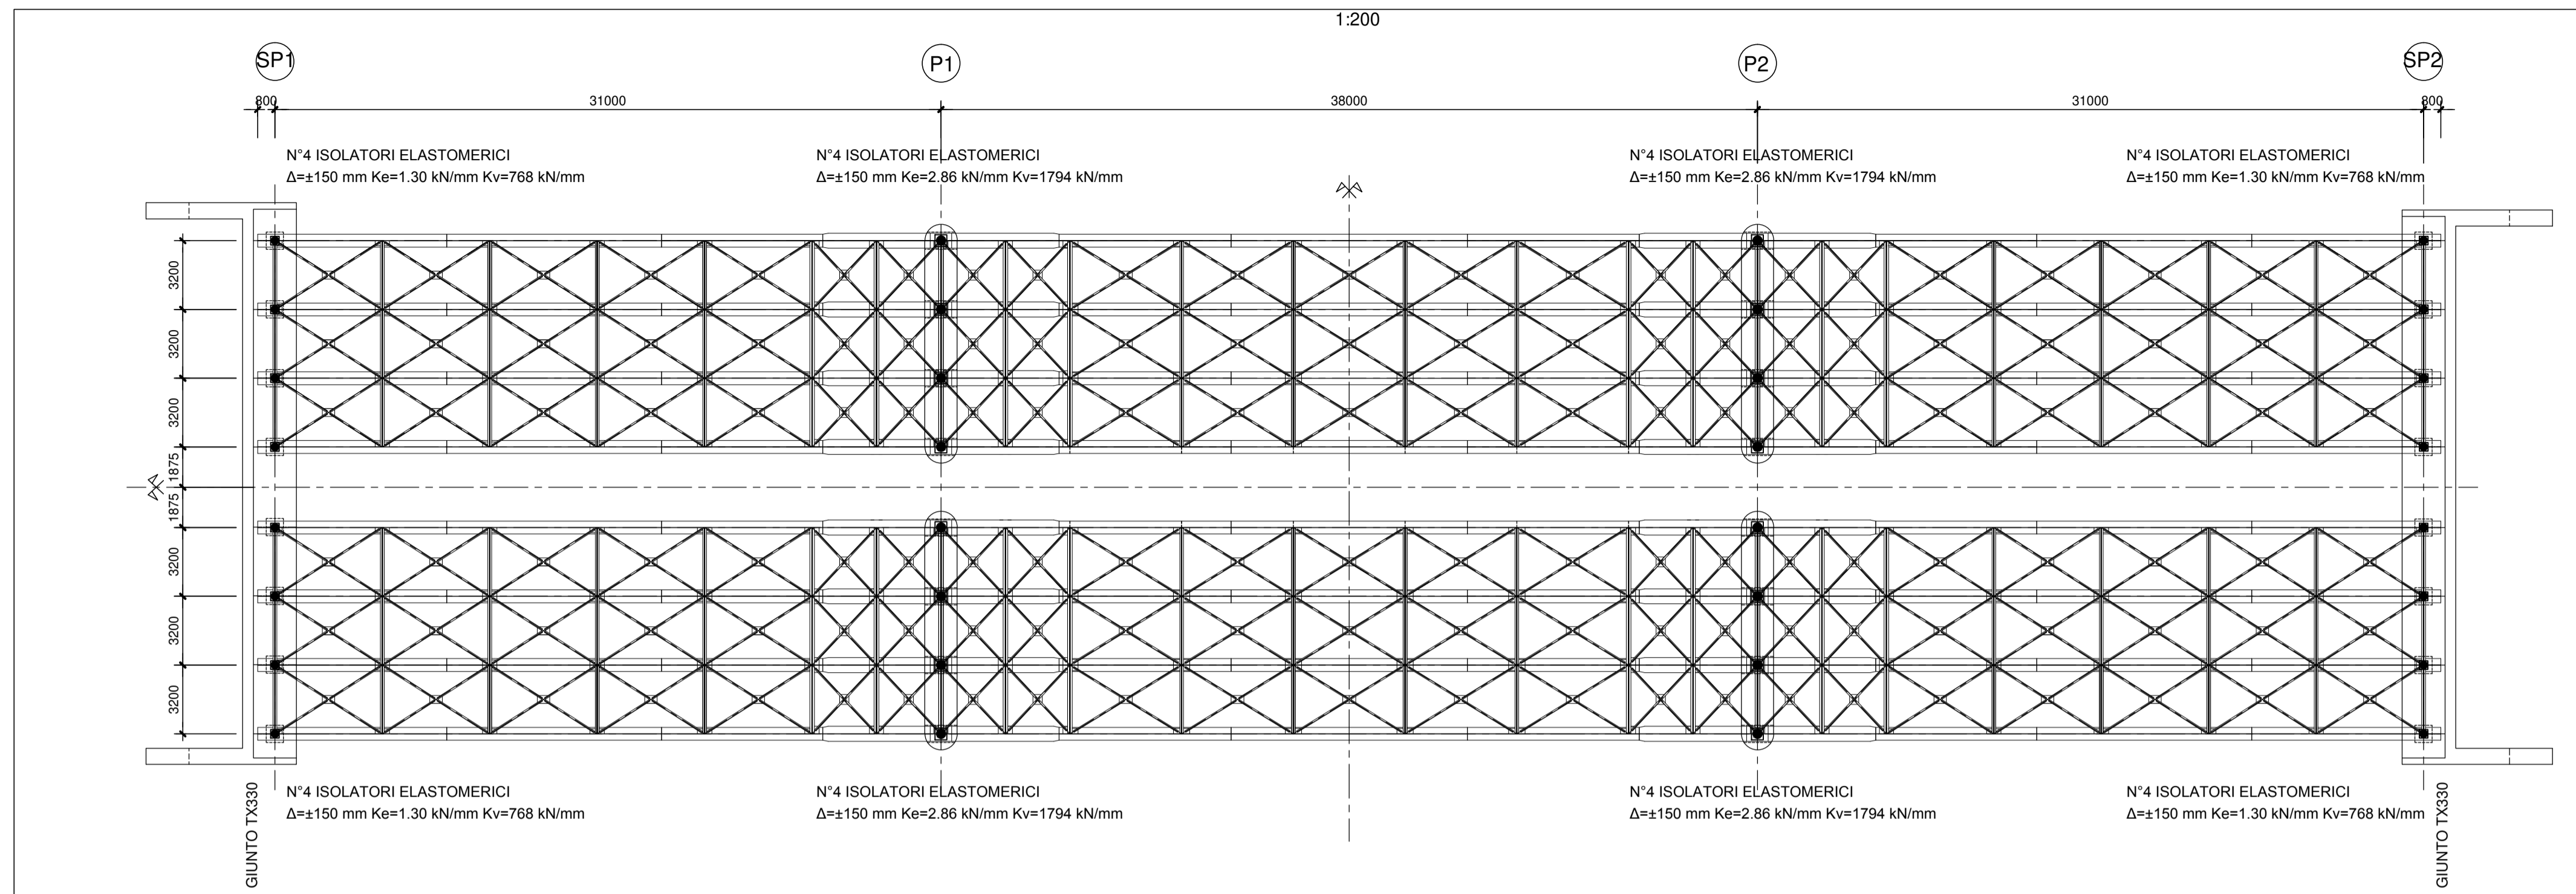 1:200
SP1
P1
P2
SP2
800
31000
38000
31000
800
N°4 ISOLATORI ELASTOMERICI
Δ=±150 mm Ke=1.30 kN/mm Kv=768 kN/mm
N°4 ISOLATORI ELASTOMERICI
Δ=±150 mm Ke=2.86 kN/mm Kv=1794 kN/mm
N°4 ISOLATORI ELASTOMERICI
Δ=±150 mm Ke=2.86 kN/mm Kv=1794 kN/mm
N°4 ISOLATORI ELASTOMERICI
Δ=±150 mm Ke=1.30 kN/mm Kv=768 kN/mm
3200
3200
3200
1875
1875
3200
3200
3200
N°4 ISOLATORI ELASTOMERICI
Δ=±150 mm Ke=1.30 kN/mm Kv=768 kN/mm
N°4 ISOLATORI ELASTOMERICI
Δ=±150 mm Ke=2.86 kN/mm Kv=1794 kN/mm
N°4 ISOLATORI ELASTOMERICI
Δ=±150 mm Ke=2.86 kN/mm Kv=1794 kN/mm
N°4 ISOLATORI ELASTOMERICI
Δ=±150 mm Ke=1.30 kN/mm Kv=768 kN/mm
GIUNTO TX330
GIUNTO TX330